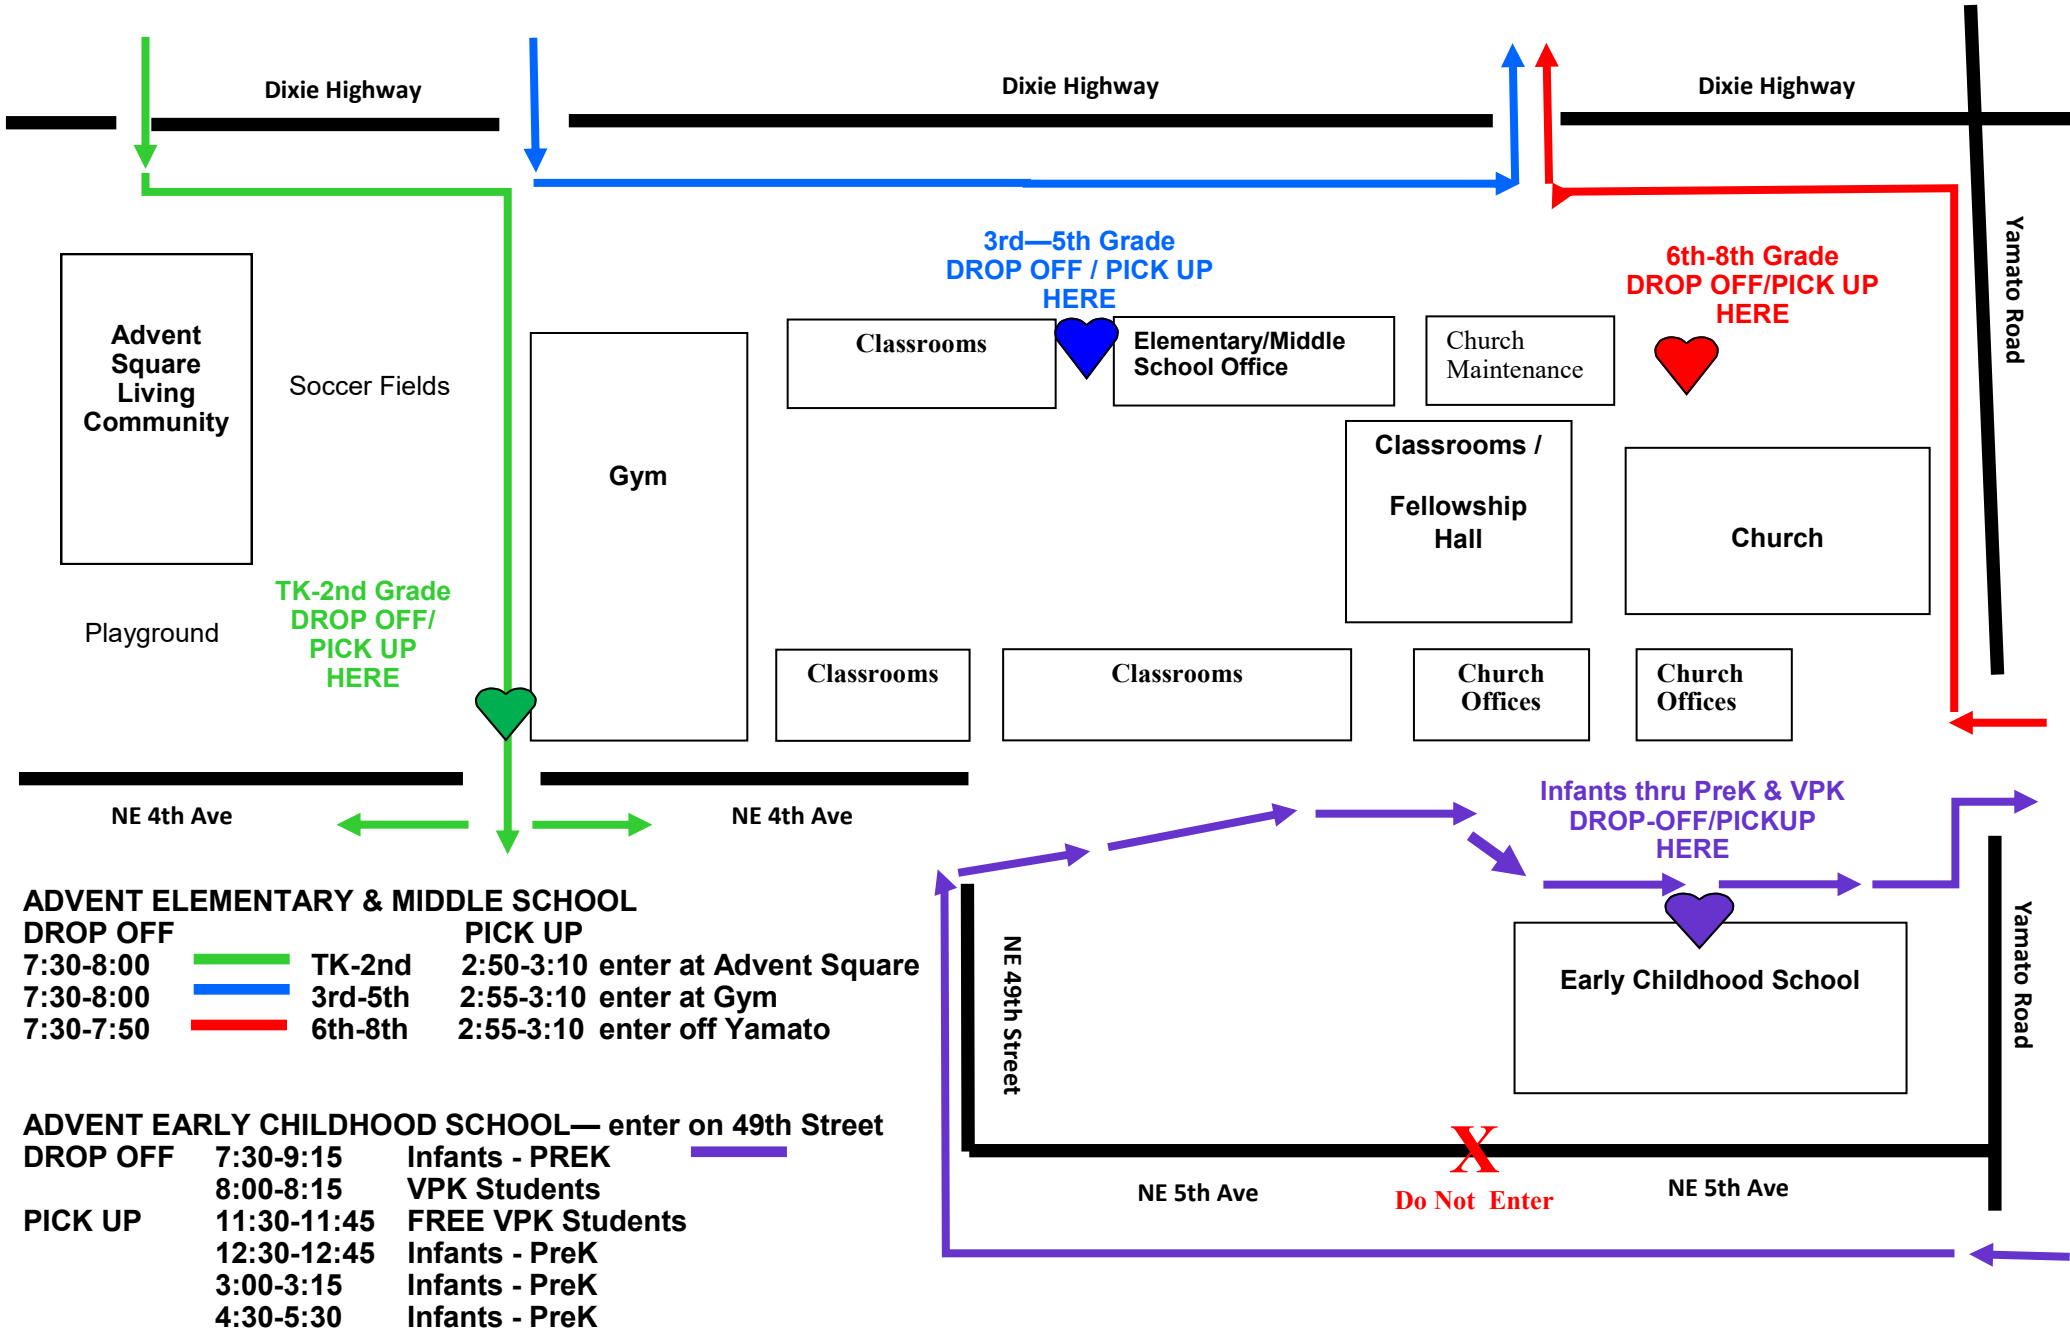 Dixie Highway
Dixie Highway
Dixie Highway
Yamato Road
3rd—5th Grade
DROP OFF / PICK UP
HERE
6th-8th Grade
DROP OFF/PICK UP
HERE
Advent
Square
Living
Community
Soccer Fields
Gym
Classrooms
Elementary/Middle
School Office
Church
Maintenance
Classrooms /
Fellowship
Hall
Church
TK-2nd Grade
DROP OFF/
PICK UP
HERE
Playground
Classrooms
Classrooms
Church
Offices
Church
Offices
NE 4th Ave
NE 4th Ave
Infants thru PreK & VPK
DROP-OFF/PICKUP
HERE
Early Childhood School
Yamato Road
NE 49th Street
NE 5th Ave
X
Do Not Enter
NE 5th Ave
ADVENT ELEMENTARY & MIDDLE SCHOOL
DROP OFF PICK UP
7:30-8:00 TK-2nd 2:50-3:10 enter at Advent Square
7:30-8:00 3rd-5th 2:55-3:10 enter at Gym
7:30-7:50 6th-8th 2:55-3:10 enter off Yamato
ADVENT EARLY CHILDHOOD SCHOOL— enter on 49th Street
DROP OFF 7:30-9:15 Infants - PREK
8:00-8:15 VPK Students
PICK UP 11:30-11:45 FREE VPK Students
12:30-12:45 Infants - PreK
3:00-3:15 Infants - PreK
4:30-5:30 Infants - PreK